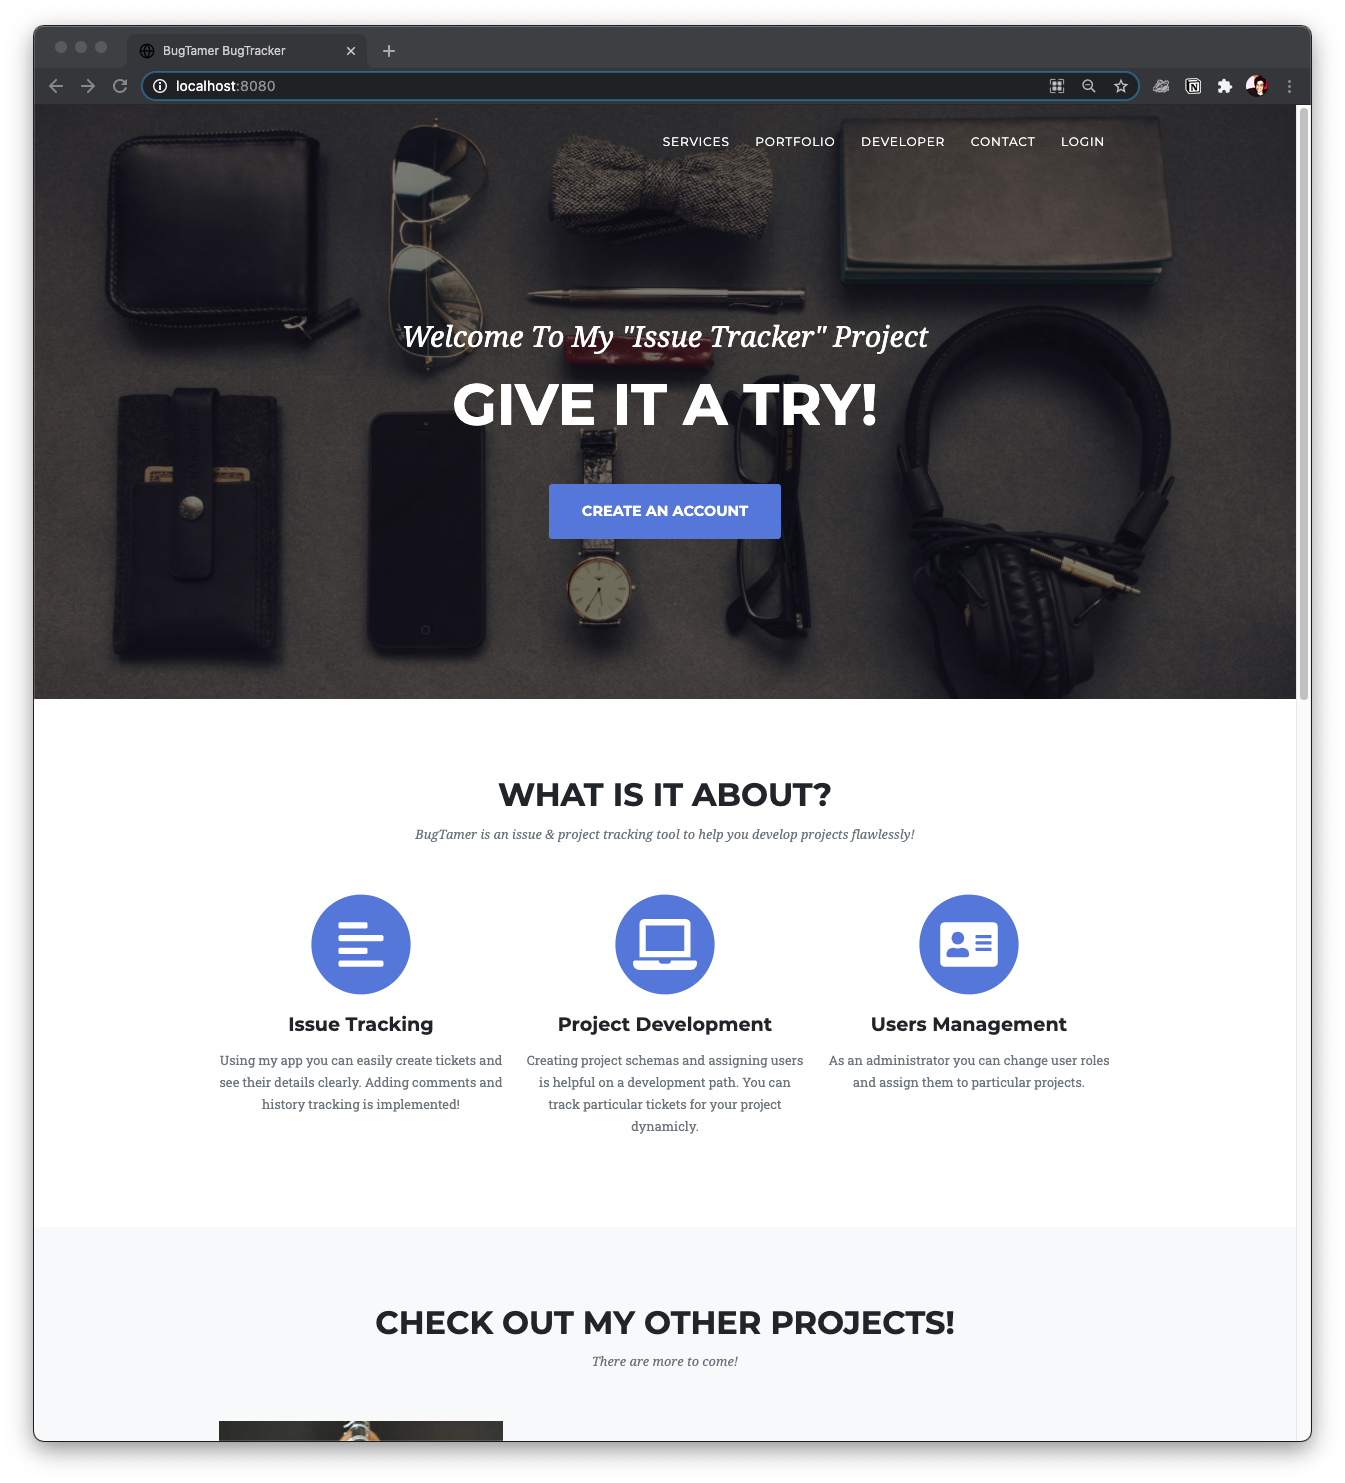 BugTamer BugTracker
localhost:8080
SERVICES PORTFOLIO DEVELOPER CONTACT LOGIN
Welcome To My "Issue Tracker" Project
GIVE IT A TRY!
CREATE AN ACCOUNT
WHAT IS IT ABOUT?
BugTamer is an issue & project tracking tool to help you develop projects flawlessly!
Issue Tracking
Using my app you can easily create tickets and
see their details clearly. Adding comments and
history tracking is implemented!
Project Development
Creating project schemas and assigning users
is helpful on a development path. You can
track particular tickets for your project
dynamicly.
Users Management
As an administrator you can change user roles
and assign them to particular projects.
CHECK OUT MY OTHER PROJECTS!
There are more to come!